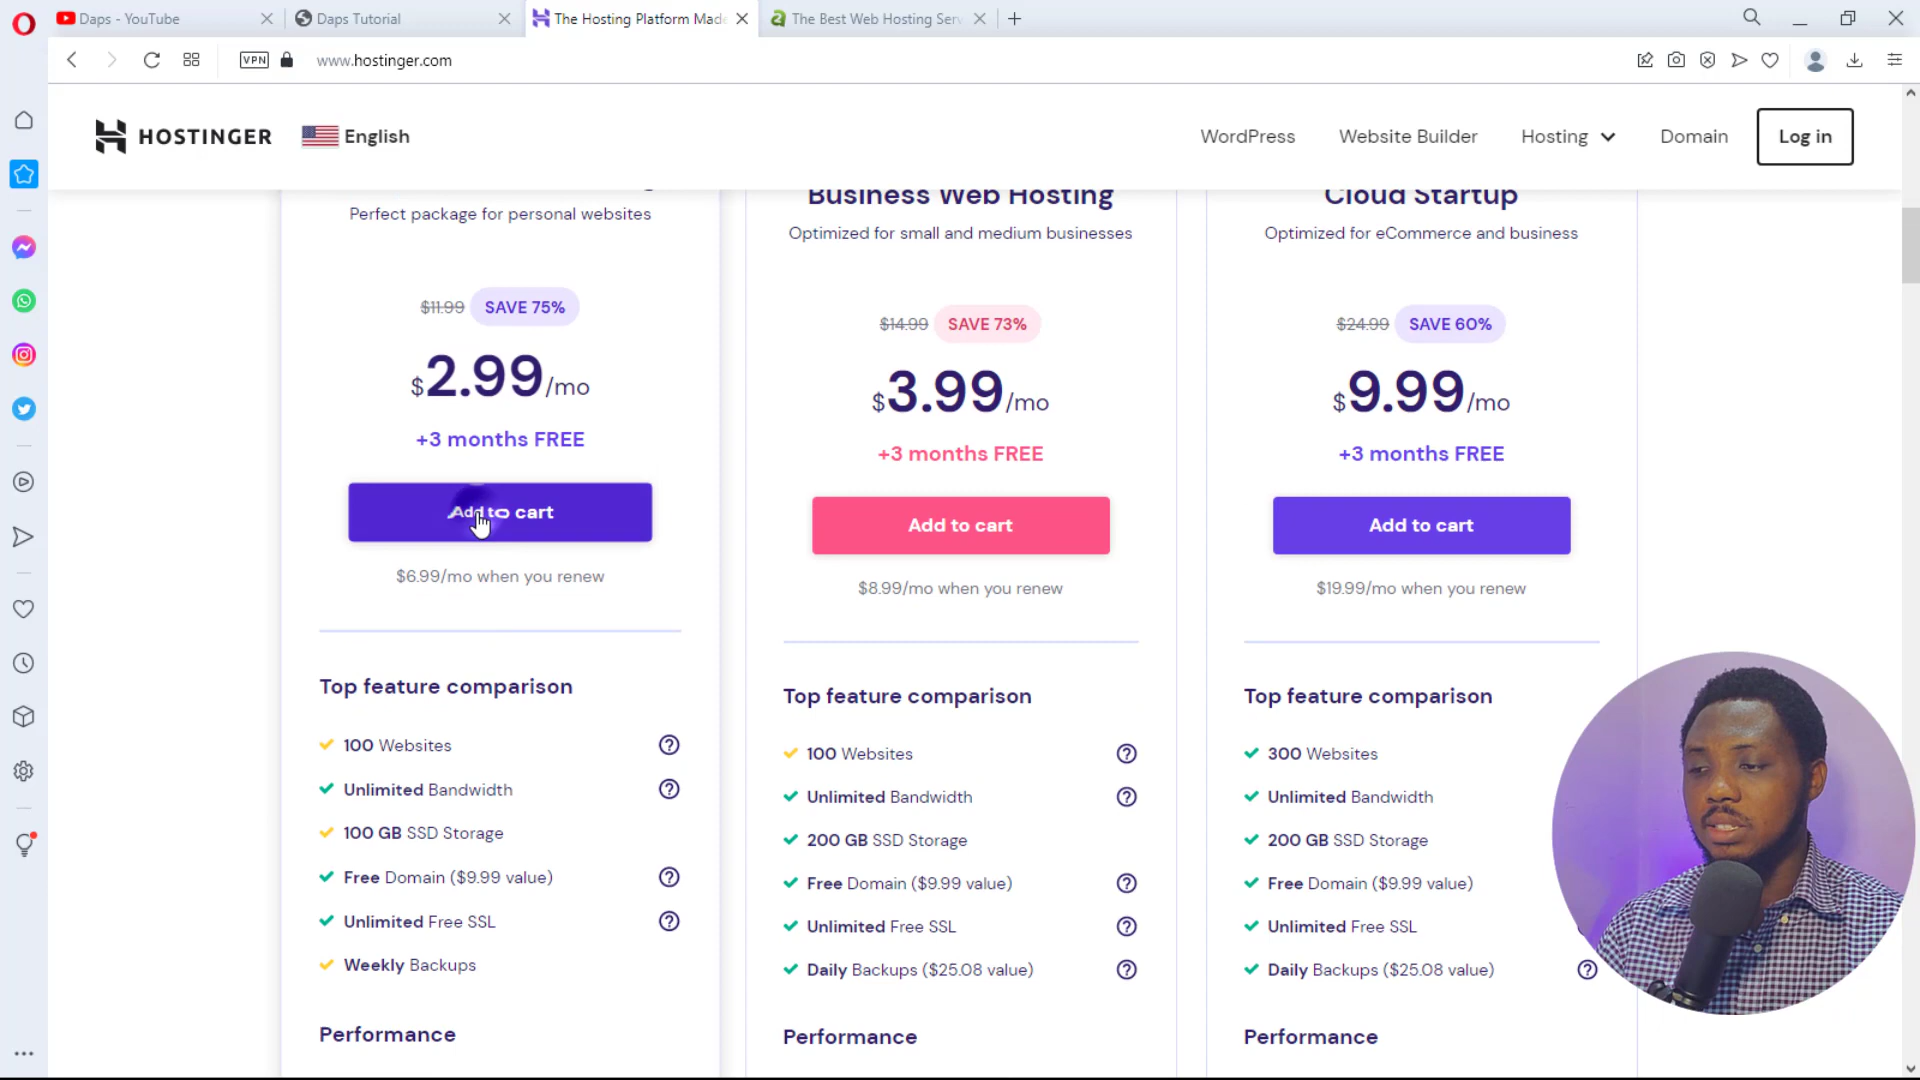 Daps - YouTube
Daps Tutorial
The Hosting Platform Made
The Best Web Hosting Serv
VPN
www.hostinger.com
HOSTINGER
English
WordPress
Website Builder
Hosting
Domain
Log in
Perfect package for personal websites
$11.99
SAVE 75%
$2.99/mo
+3 months FREE
Add to cart
$6.99/mo when you renew
Top feature comparison
100 Websites
Unlimited Bandwidth
100 GB SSD Storage
Free Domain ($9.99 value)
Unlimited Free SSL
Weekly Backups
Performance
Business Web Hosting
Optimized for small and medium businesses
$14.99
SAVE 73%
$3.99/mo
+3 months FREE
Add to cart
$8.99/mo when you renew
Top feature comparison
100 Websites
Unlimited Bandwidth
200 GB SSD Storage
Free Domain ($9.99 value)
Unlimited Free SSL
Daily Backups ($25.08 value)
Performance
Cloud Startup
Optimized for eCommerce and business
$24.99
SAVE 60%
$9.99/mo
+3 months FREE
Add to cart
$19.99/mo when you renew
Top feature comparison
300 Websites
Unlimited Bandwidth
200 GB SSD Storage
Free Domain ($9.99 value)
Unlimited Free SSL
Daily Backups ($25.08 value)
Performance